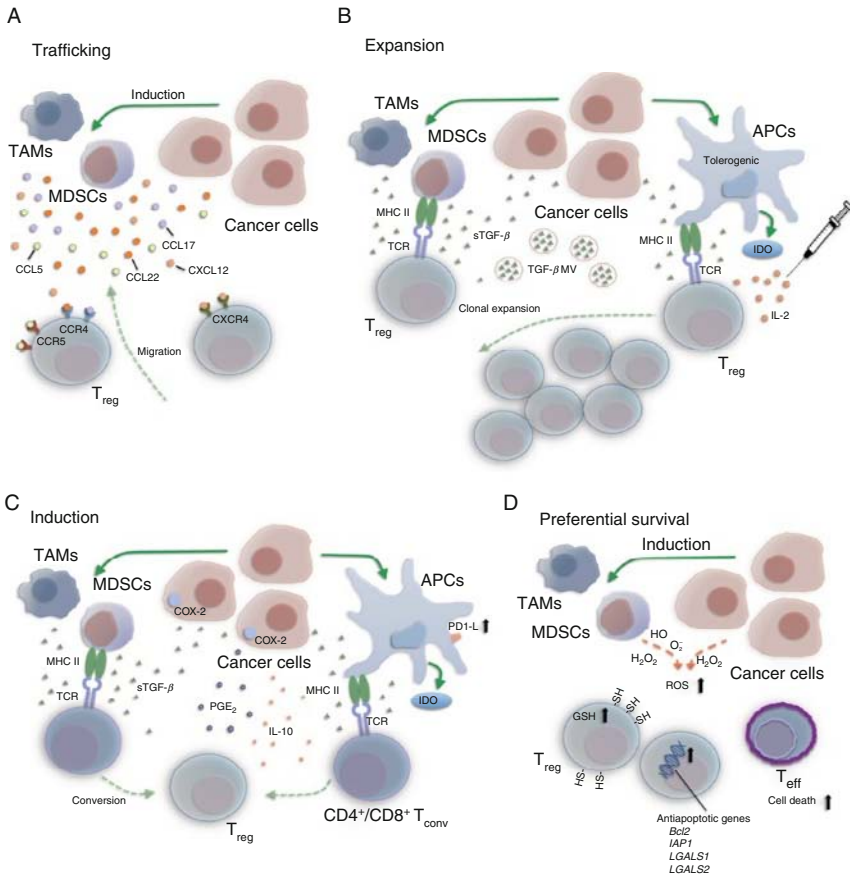 A
Trafficking
Induction
TAMs
MDSCs
Cancer cells
CCL17
CCL5
CCL22
CXCL12
CCR4
CCR5
CXCR4
Migration
Treg
B
Expansion
TAMs
MDSCs
APCs
Tolerogenic
MHC II
Cancer cells
sTGF-β
MHC II
IDO
TCR
TGF-β MV
TCR
IL-2
Treg
Clonal expansion
Treg
C
Induction
TAMs
MDSCs
APCs
COX-2
PD1-L
COX-2
Cancer cells
MHC II
sTGF-β
MHC II
IDO
TCR
PGE2
TCR
IL-10
Conversion
Treg
CD4+/CD8+ Tconv
D
Preferential survival
Induction
TAMs
MDSCs
HO
O2-
H2O2
H2O2
Cancer cells
ROS
GSH
-SH
-SH
-SH
Treg
HS-
HS-
Teff
Cell death
Antiapoptotic genes
Bcl2
IAP1
LGALS1
LGALS2